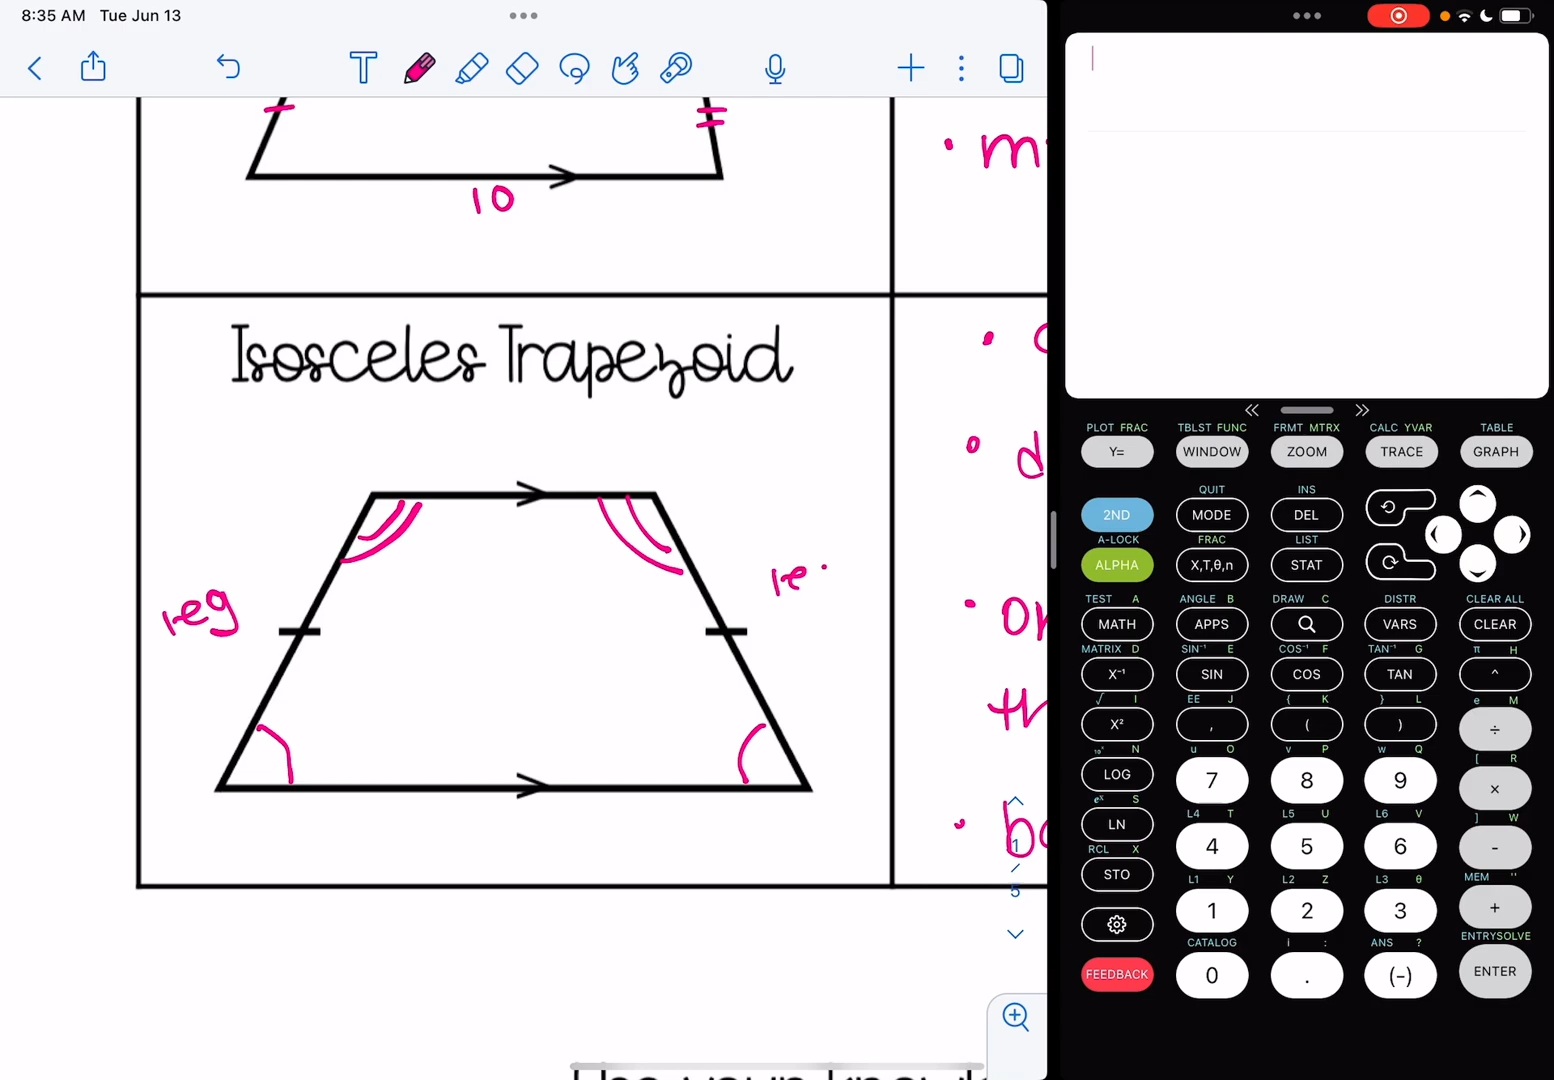 8:35 AM Tue Jun 13
T
10
Isosceles Trapezoid
leg
1
5
PLOT FRAC TBLST FUNC FRMT MTRX CALC YVAR TABLE
Y= WINDOW ZOOM TRACE GRAPH
QUIT INS
2ND MODE DEL
A-LOCK FRAC LIST
ALPHA X,T,θ,n STAT
TEST A ANGLE B DRAW C DISTR CLEAR ALL
MATH APPS VARS CLEAR
MATRIX D SIN⁻¹ E COS⁻¹ F TAN⁻¹ G π H
X⁻¹ SIN COS TAN ^
√ I EE J { K } L e M
X² , ( ) ÷
10ˣ N u O v P w Q [ R
LOG 7 8 9 ×
eˣ S L4 T L5 U L6 V ] W
LN 4 5 6 -
RCL X L1 Y L2 Z L3 θ MEM "
STO 1 2 3 +
CATALOG i : ANS ? ENTRYSOLVE
FEEDBACK 0 . (-) ENTER